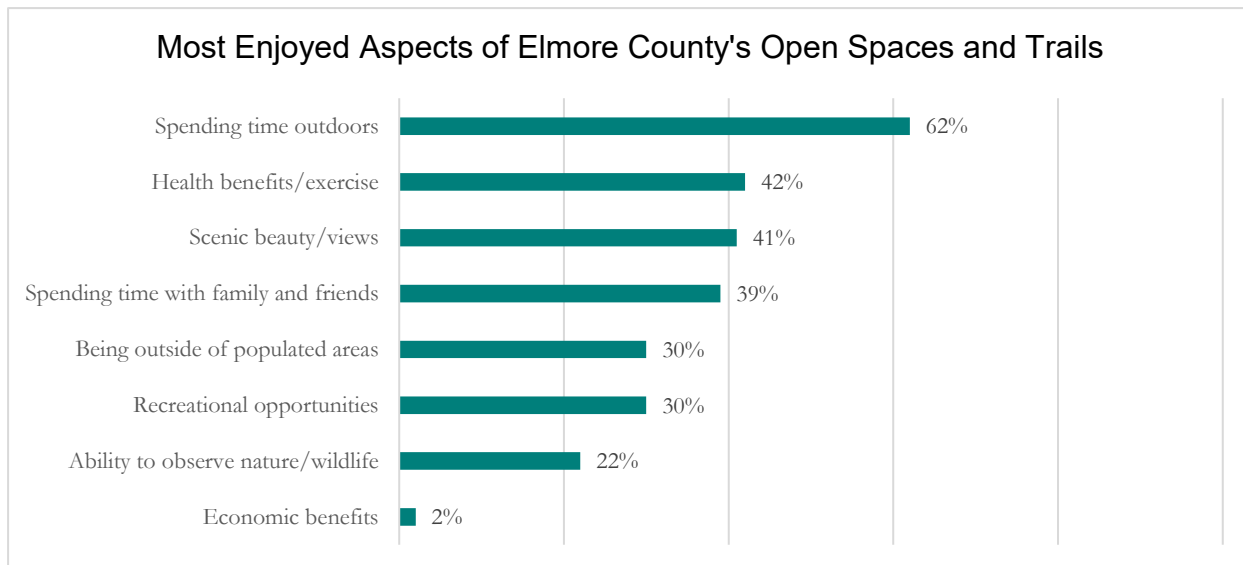 Most Enjoyed Aspects of Elmore County's Open Spaces and Trails
Spending time outdoors 62%
Health benefits/exercise 42%
Scenic beauty/views 41%
Spending time with family and friends 39%
Being outside of populated areas 30%
Recreational opportunities 30%
Ability to observe nature/wildlife 22%
Economic benefits 2%